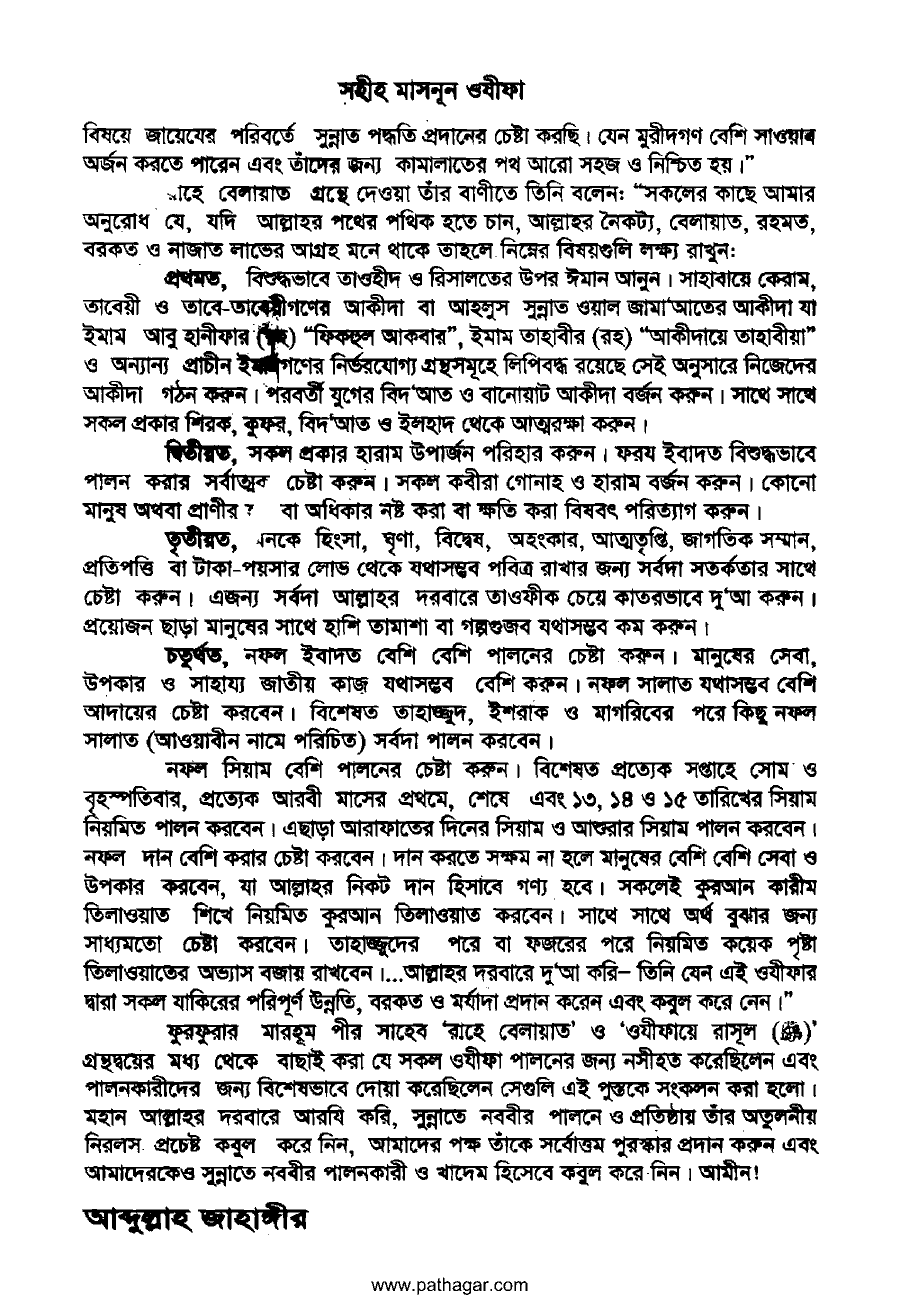 সহীহ মাসনূন ওযীফা
বিষয়ে জায়েযের পরিবর্তে সুন্নাত পদ্ধতি প্রদানের চেষ্টা করছি। যেন মুরীদগণ বেশি সাওয়াব
অর্জন করতে পারেন এবং তাঁদের জন্য কামালাতের পথ আরো সহজ ও নিশ্চিত হয়।”
াহে বেলায়াত গ্রন্থে দেওয়া তাঁর বাণীতে তিনি বলেন: “সকলের কাছে আমার
অনুরোধ যে, যদি আল্লাহর পথের পথিক হতে চান, আল্লাহর নৈকট্য, বেলায়াত, রহমত,
বরকত ও নাজাত লাভের আগ্রহ মনে থাকে তাহলে নিম্নের বিষয়গুলি লক্ষ্য রাখুন:
প্রথমত, বিশুদ্ধভাবে তাওহীদ ও রিসালতের উপর ঈমান আনুন। সাহাবায়ে কেরাম,
তাবেয়ী ও তাবে-তাবেয়ীগণের আকীদা বা আহলুস সুন্নাত ওয়াল জামা‘আতের আকীদা যা
ইমাম আবু হানীফার (রহ) “ফিকহুল আকবার”, ইমাম তাহাবীর (রহ) “আকীদায়ে তাহাবীয়া”
ও অন্যান্য প্রাচীন ইমামগণের নির্ভরযোগ্য গ্রন্থসমূহে লিপিবদ্ধ রয়েছে সেই অনুসারে নিজেদের
আকীদা গঠন করুন। পরবর্তী যুগের বিদ‘আত ও বানোয়াট আকীদা বর্জন করুন। সাথে সাথে
সকল প্রকার শিরক, কুফর, বিদ‘আত ও ইলহাদ থেকে আত্মরক্ষা করুন।
দ্বিতীয়ত, সকল প্রকার হারাম উপার্জন পরিহার করুন। ফরয ইবাদত বিশুদ্ধভাবে
পালন করার সর্বাত্মক চেষ্টা করুন। সকল কবীরা গোনাহ ও হারাম বর্জন করুন। কোনো
মানুষ অথবা প্রাণীর বা অধিকার নষ্ট করা বা ক্ষতি করা বিষবৎ পরিত্যাগ করুন।
তৃতীয়ত, মনকে হিংসা, ঘৃণা, বিদ্বেষ, অহংকার, আত্মতৃপ্তি, জাগতিক সম্মান,
প্রতিপত্তি বা টাকা-পয়সার লোভ থেকে যথাসম্ভব পবিত্র রাখার জন্য সর্বদা সতর্কতার সাথে
চেষ্টা করুন। এজন্য সর্বদা আল্লাহর দরবারে তাওফীক চেয়ে কাতরভাবে দু‘আ করুন।
প্রয়োজন ছাড়া মানুষের সাথে হাশি তামাশা বা গল্পগুজব যথাসম্ভব কম করুন।
চতুর্থত, নফল ইবাদত বেশি বেশি পালনের চেষ্টা করুন। মানুষের সেবা,
উপকার ও সাহায্য জাতীয় কাজ যথাসম্ভব বেশি করুন। নফল সালাত যথাসম্ভব বেশি
আদায়ের চেষ্টা করবেন। বিশেষত তাহাজ্জুদ, ইশরাক ও মাগরিবের পরে কিছু নফল
সালাত (আওয়াবীন নামে পরিচিত) সর্বদা পালন করবেন।
নফল সিয়াম বেশি পালনের চেষ্টা করুন। বিশেষত প্রত্যেক সপ্তাহে সোম ও
বৃহস্পতিবার, প্রত্যেক আরবী মাসের প্রথমে, শেষে এবং ১৩, ১৪ ও ১৫ তারিখের সিয়াম
নিয়মিত পালন করবেন। এছাড়া আরাফাতের দিনের সিয়াম ও আশুরার সিয়াম পালন করবেন।
নফল দান বেশি করার চেষ্টা করবেন। দান করতে সক্ষম না হলে মানুষের বেশি বেশি সেবা ও
উপকার করবেন, যা আল্লাহর নিকট দান হিসাবে গণ্য হবে। সকলেই কুরআন কারীম
তিলাওয়াত শিখে নিয়মিত কুরআন তিলাওয়াত করবেন। সাথে সাথে অর্থ বুঝার জন্য
সাধ্যমতো চেষ্টা করবেন। তাহাজ্জুদের পরে বা ফজরের পরে নিয়মিত কয়েক পৃষ্টা
তিলাওয়াতের অভ্যাস বজায় রাখবেন।...আল্লাহর দরবারে দু‘আ করি– তিনি যেন এই ওযীফার
দ্বারা সকল যাকিরের পরিপূর্ণ উন্নতি, বরকত ও মর্যাদা প্রদান করেন এবং কবুল করে নেন।”
ফুরফুরার মারহূম পীর সাহেব ‘রাহে বেলায়াত’ ও ‘ওযীফায়ে রাসূল (ﷺ)’
গ্রন্থদ্বয়ের মধ্য থেকে বাছাই করা যে সকল ওযীফা পালনের জন্য নসীহত করেছিলেন এবং
পালনকারীদের জন্য বিশেষভাবে দোয়া করেছিলেন সেগুলি এই পুস্তকে সংকলন করা হলো।
মহান আল্লাহর দরবারে আরযি করি, সুন্নাতে নববীর পালনে ও প্রতিষ্ঠায় তাঁর অতুলনীয়
নিরলস প্রচেষ্ট কবুল করে নিন, আমাদের পক্ষ তাঁকে সর্বোত্তম পুরস্কার প্রদান করুন এবং
আমাদেরকেও সুন্নাতে নববীর পালনকারী ও খাদেম হিসেবে কবুল করে নিন। আমীন!
আব্দুল্লাহ জাহাঙ্গীর
www.pathagar.com